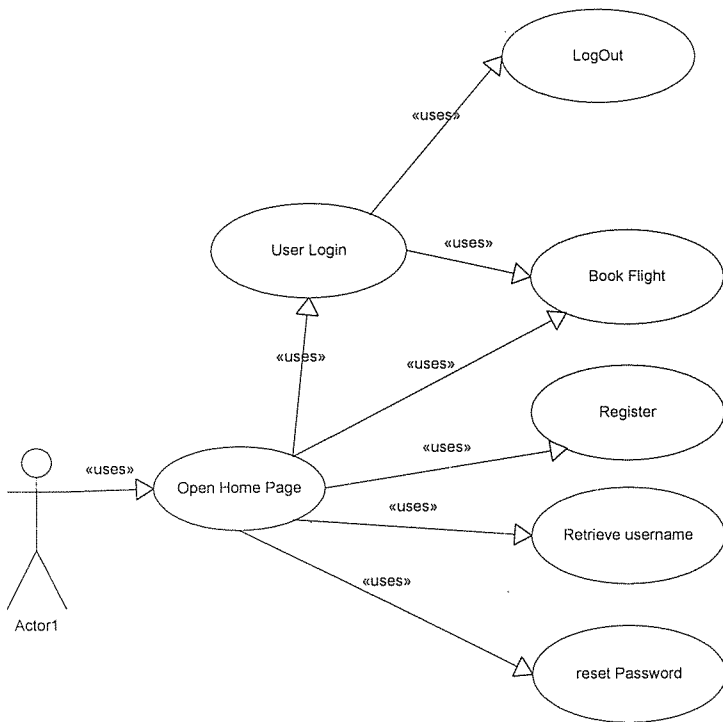 LogOut
«uses»
User Login
«uses»
Book Flight
«uses»
«uses»
Register
«uses»
«uses»
Open Home Page
«uses»
Retrieve username
«uses»
Actor1
reset Password